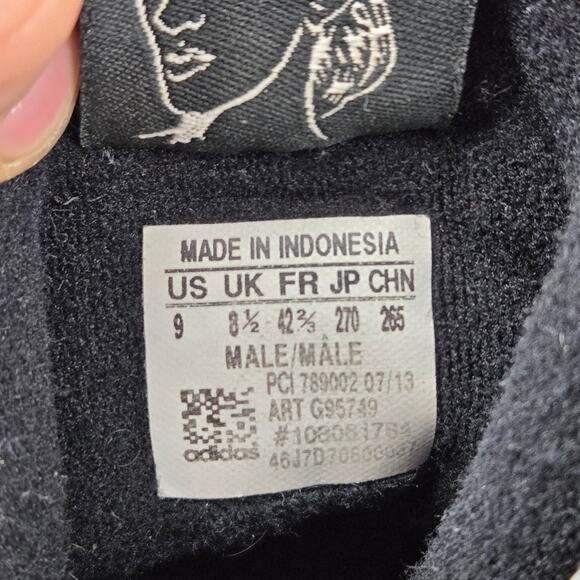 MADE IN INDONESIA
US UK FR JP CHN
9 8½ 42⅔ 270 265
MALE/MÂLE
PCI 789002 07/13
ART G95749
adidas